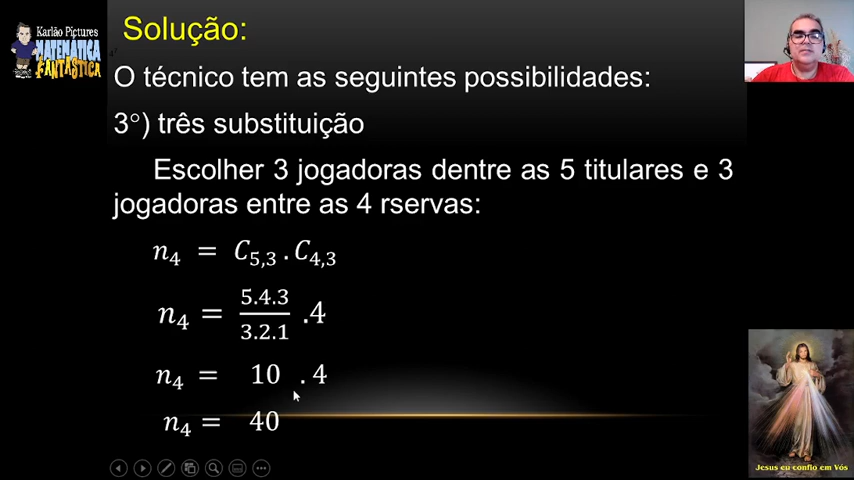 Karlão Pictures
MATEMÁTICA
FANTÁSTICA
Solução:
O técnico tem as seguintes possibilidades:
3°) três substituição
Escolher 3 jogadoras dentre as 5 titulares e 3
jogadoras entre as 4 rservas:
n₄ = C₅,₃ . C₄,₃
n₄ = 5.4.3/3.2.1 .4
n₄ = 10 . 4
n₄ = 40
Jesus eu confio em Vós